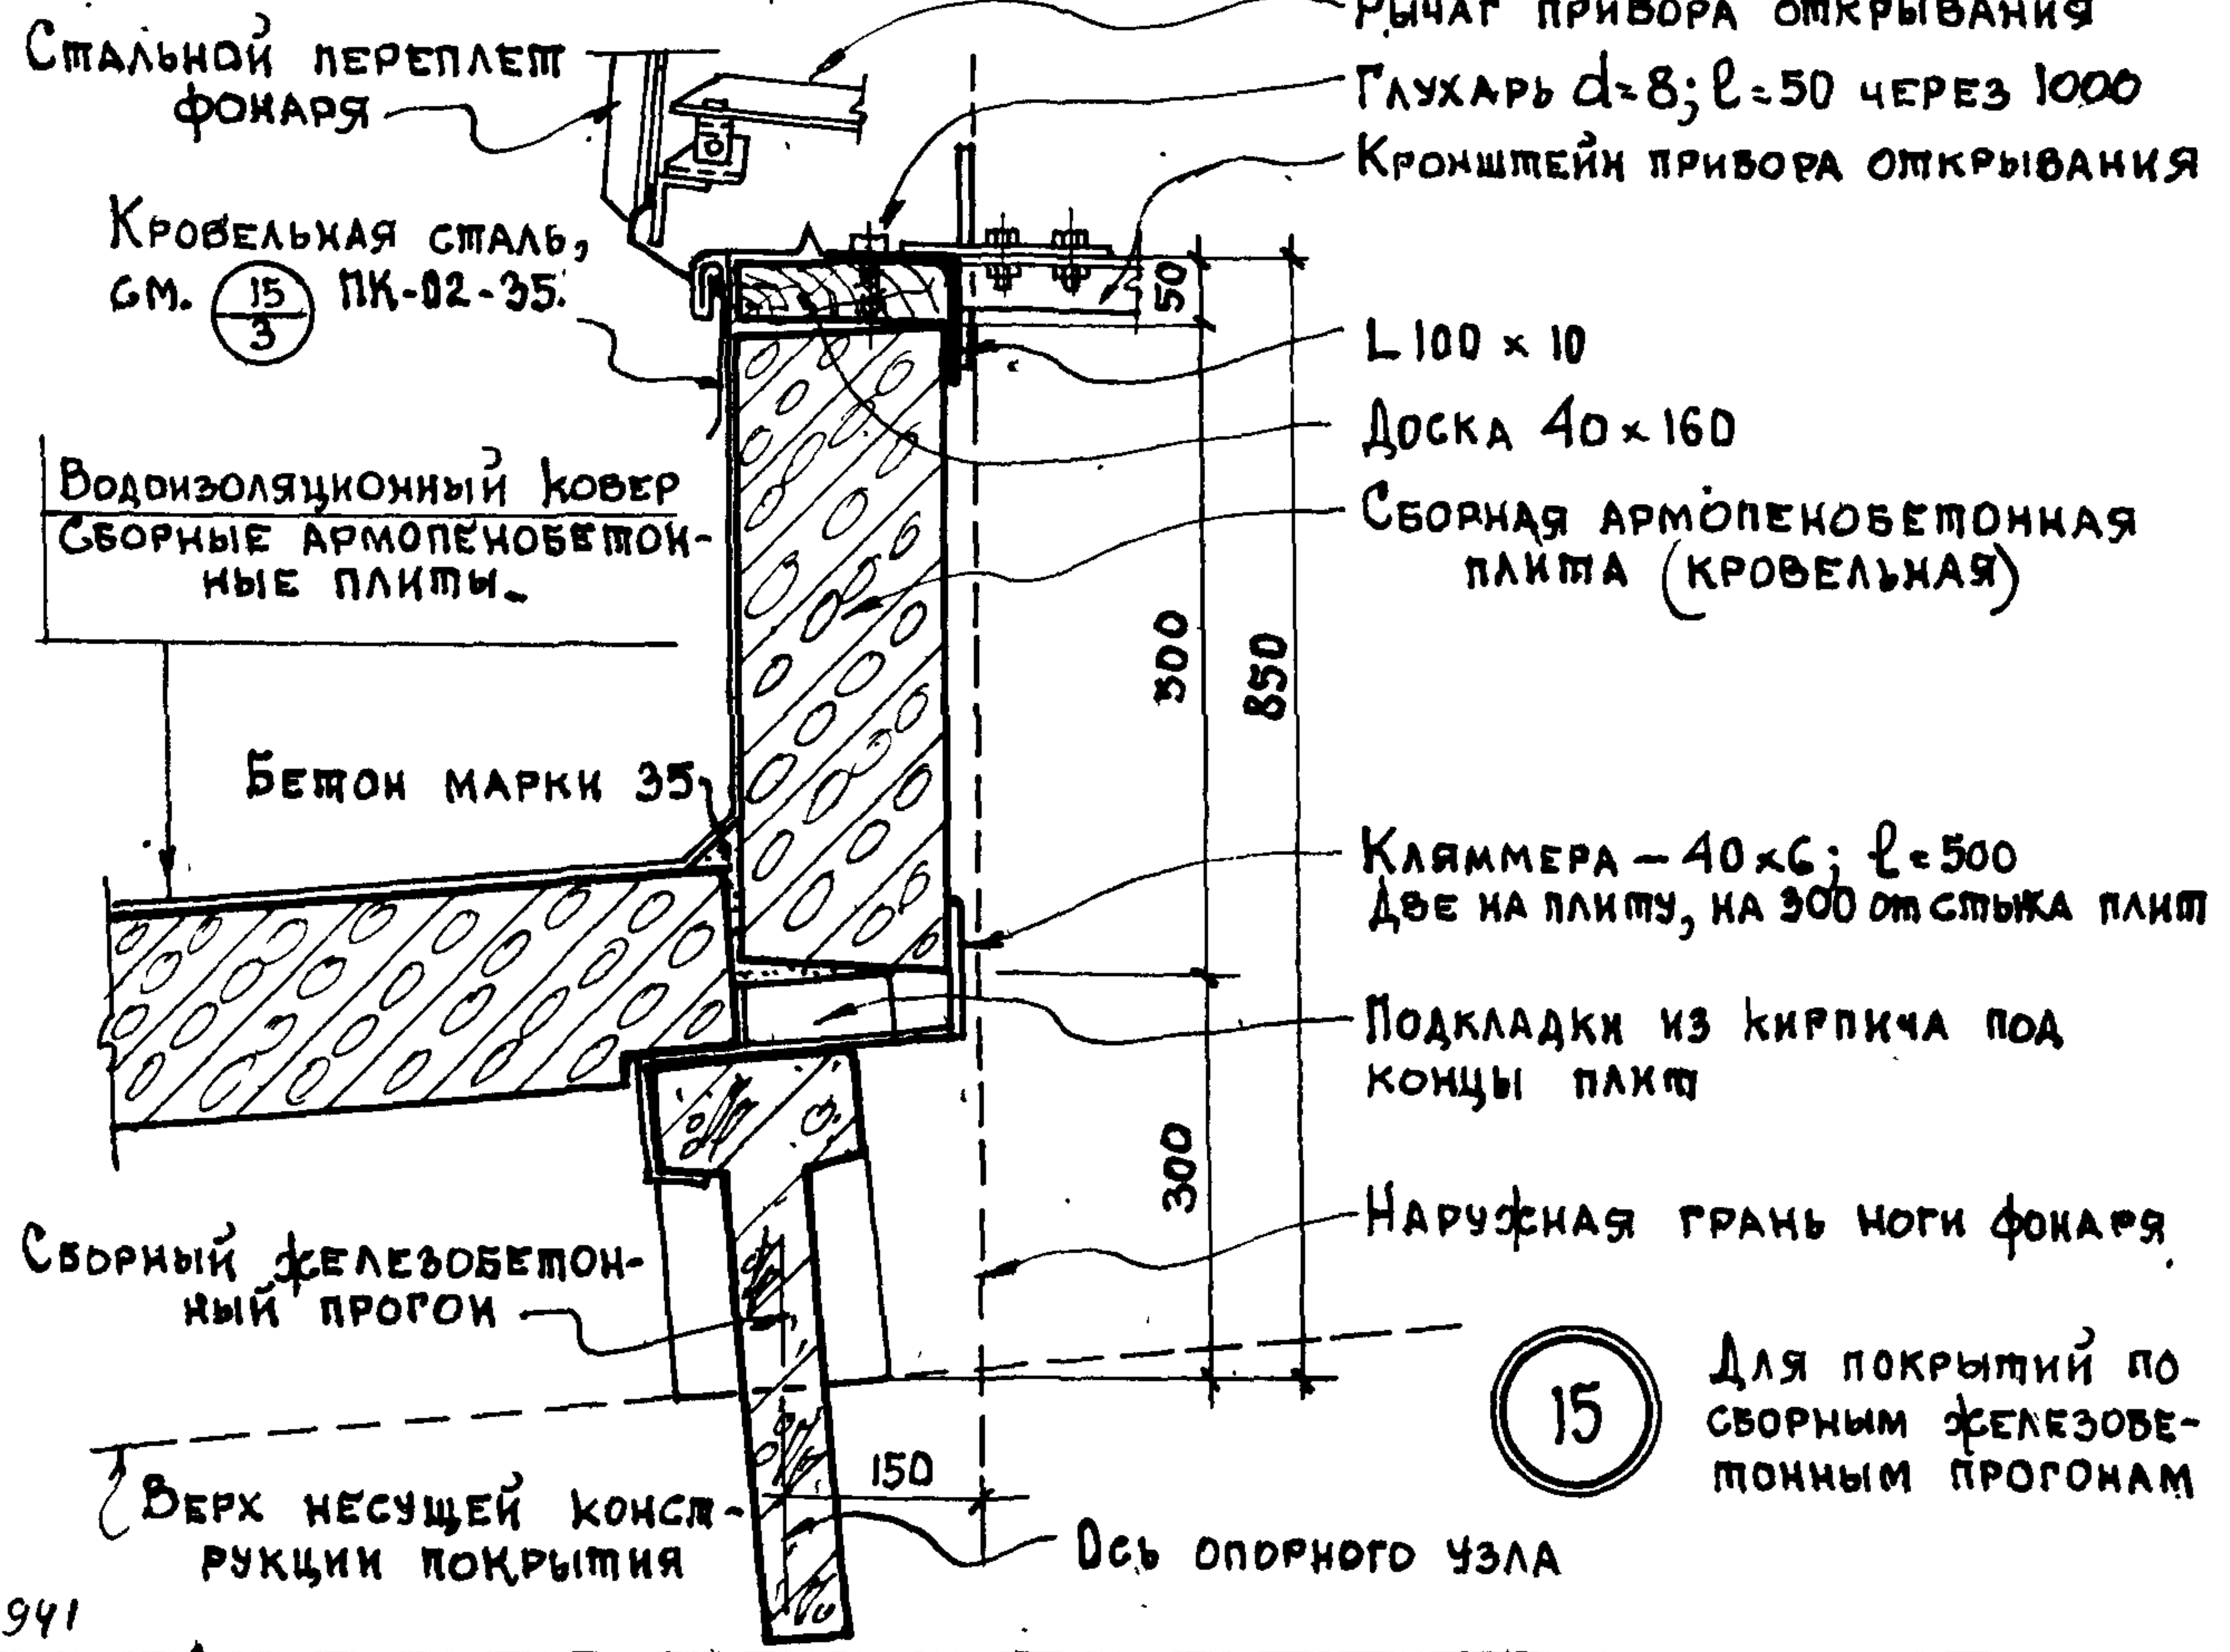 Рычаг прибора открывания
Стальной переплет
фонаря
Глухарь d=8; ℓ=50 через 1000
Кронштейн прибора открывания
Кровельная сталь,
см. 15/3 ПК-02-35.
50
L 100 × 10
Доска 40 × 160
Водоизоляционный ковер
Сборные армопенобетон-
ные плиты.
Сборная армопенобетонная
плита (кровельная)
500
850
Бетон марки 35
Кляммера – 40×6; ℓ=500
Две на плиту, на 300 от стыка плит
Подкладки из кирпича под
концы плит
300
Наружная грань ноги фонаря
Сборный железобетон-
ный прогон
15
Для покрытий по
сборным железобе-
тонным прогонам
150
Верх несущей конст-
рукции покрытия
Ось опорного узла
941